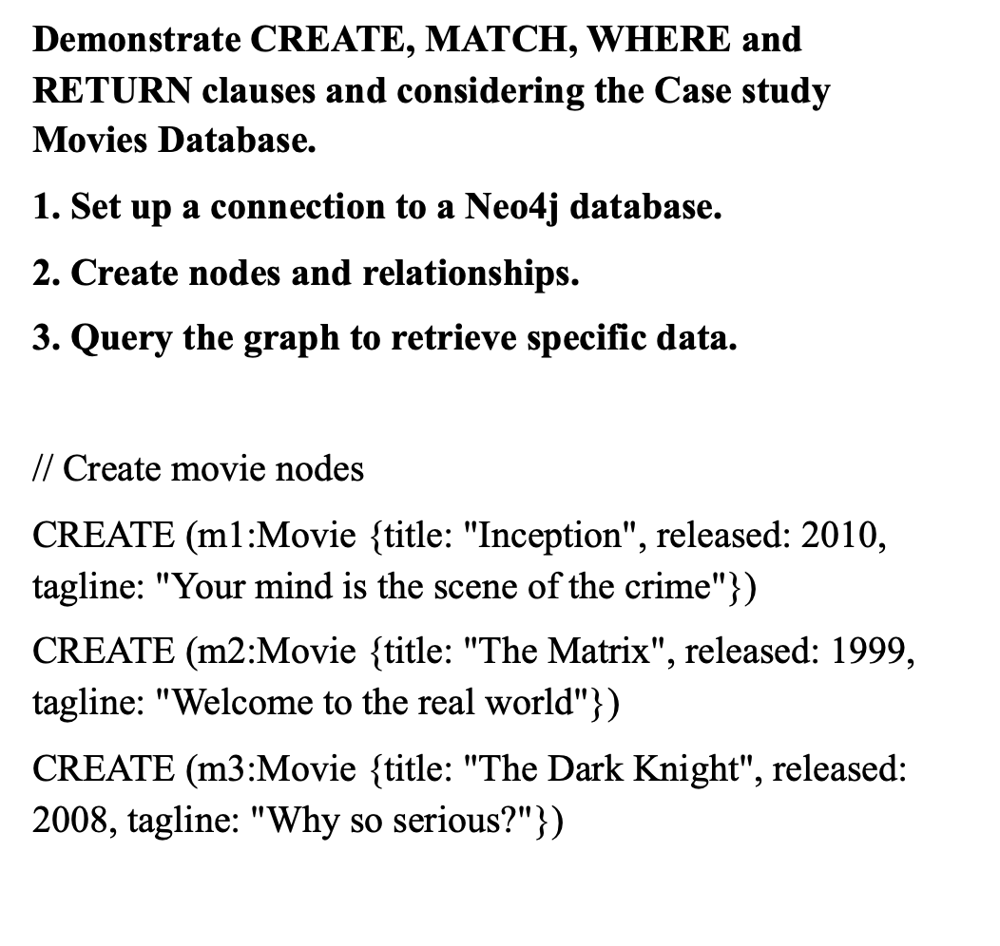 Demonstrate CREATE, MATCH, WHERE and
RETURN clauses and considering the Case study
Movies Database.
1. Set up a connection to a Neo4j database.
2. Create nodes and relationships.
3. Query the graph to retrieve specific data.
// Create movie nodes
CREATE (m1:Movie {title: "Inception", released: 2010,
tagline: "Your mind is the scene of the crime"})
CREATE (m2:Movie {title: "The Matrix", released: 1999,
tagline: "Welcome to the real world"})
CREATE (m3:Movie {title: "The Dark Knight", released:
2008, tagline: "Why so serious?"})